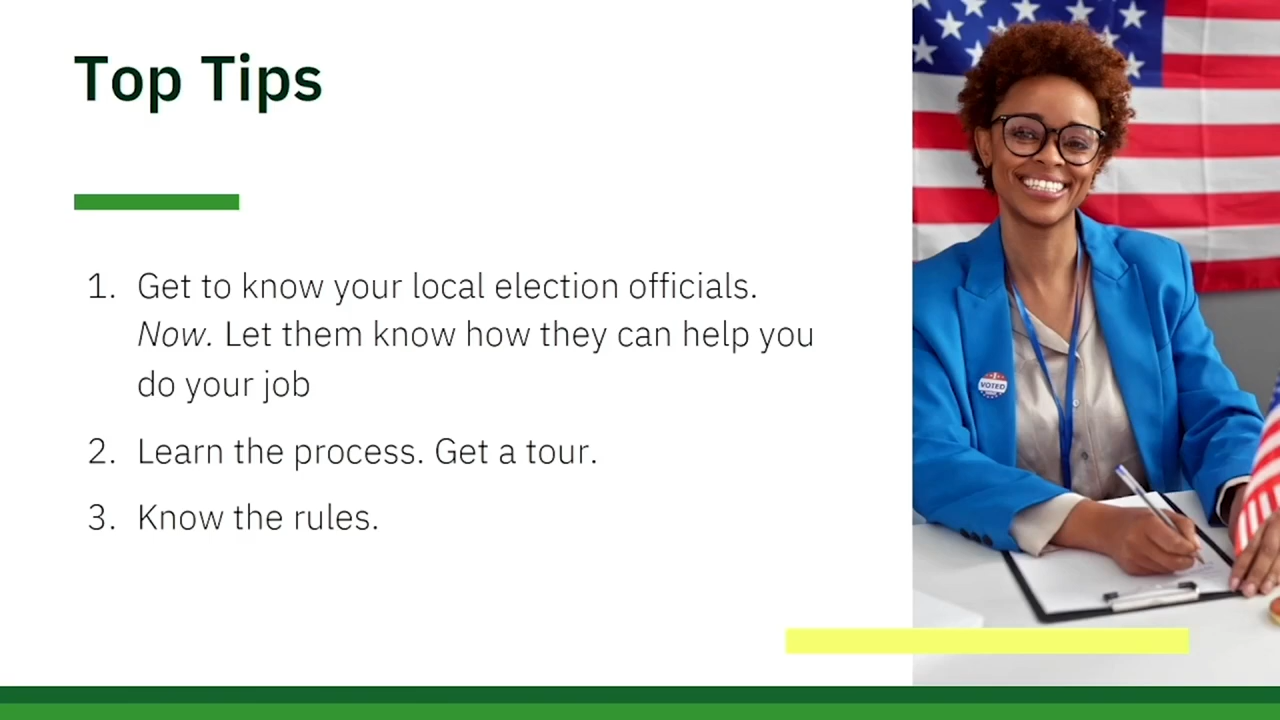 Top Tips
1. Get to know your local election officials.
Now. Let them know how they can help you
do your job
2. Learn the process. Get a tour.
3. Know the rules.
VOTED